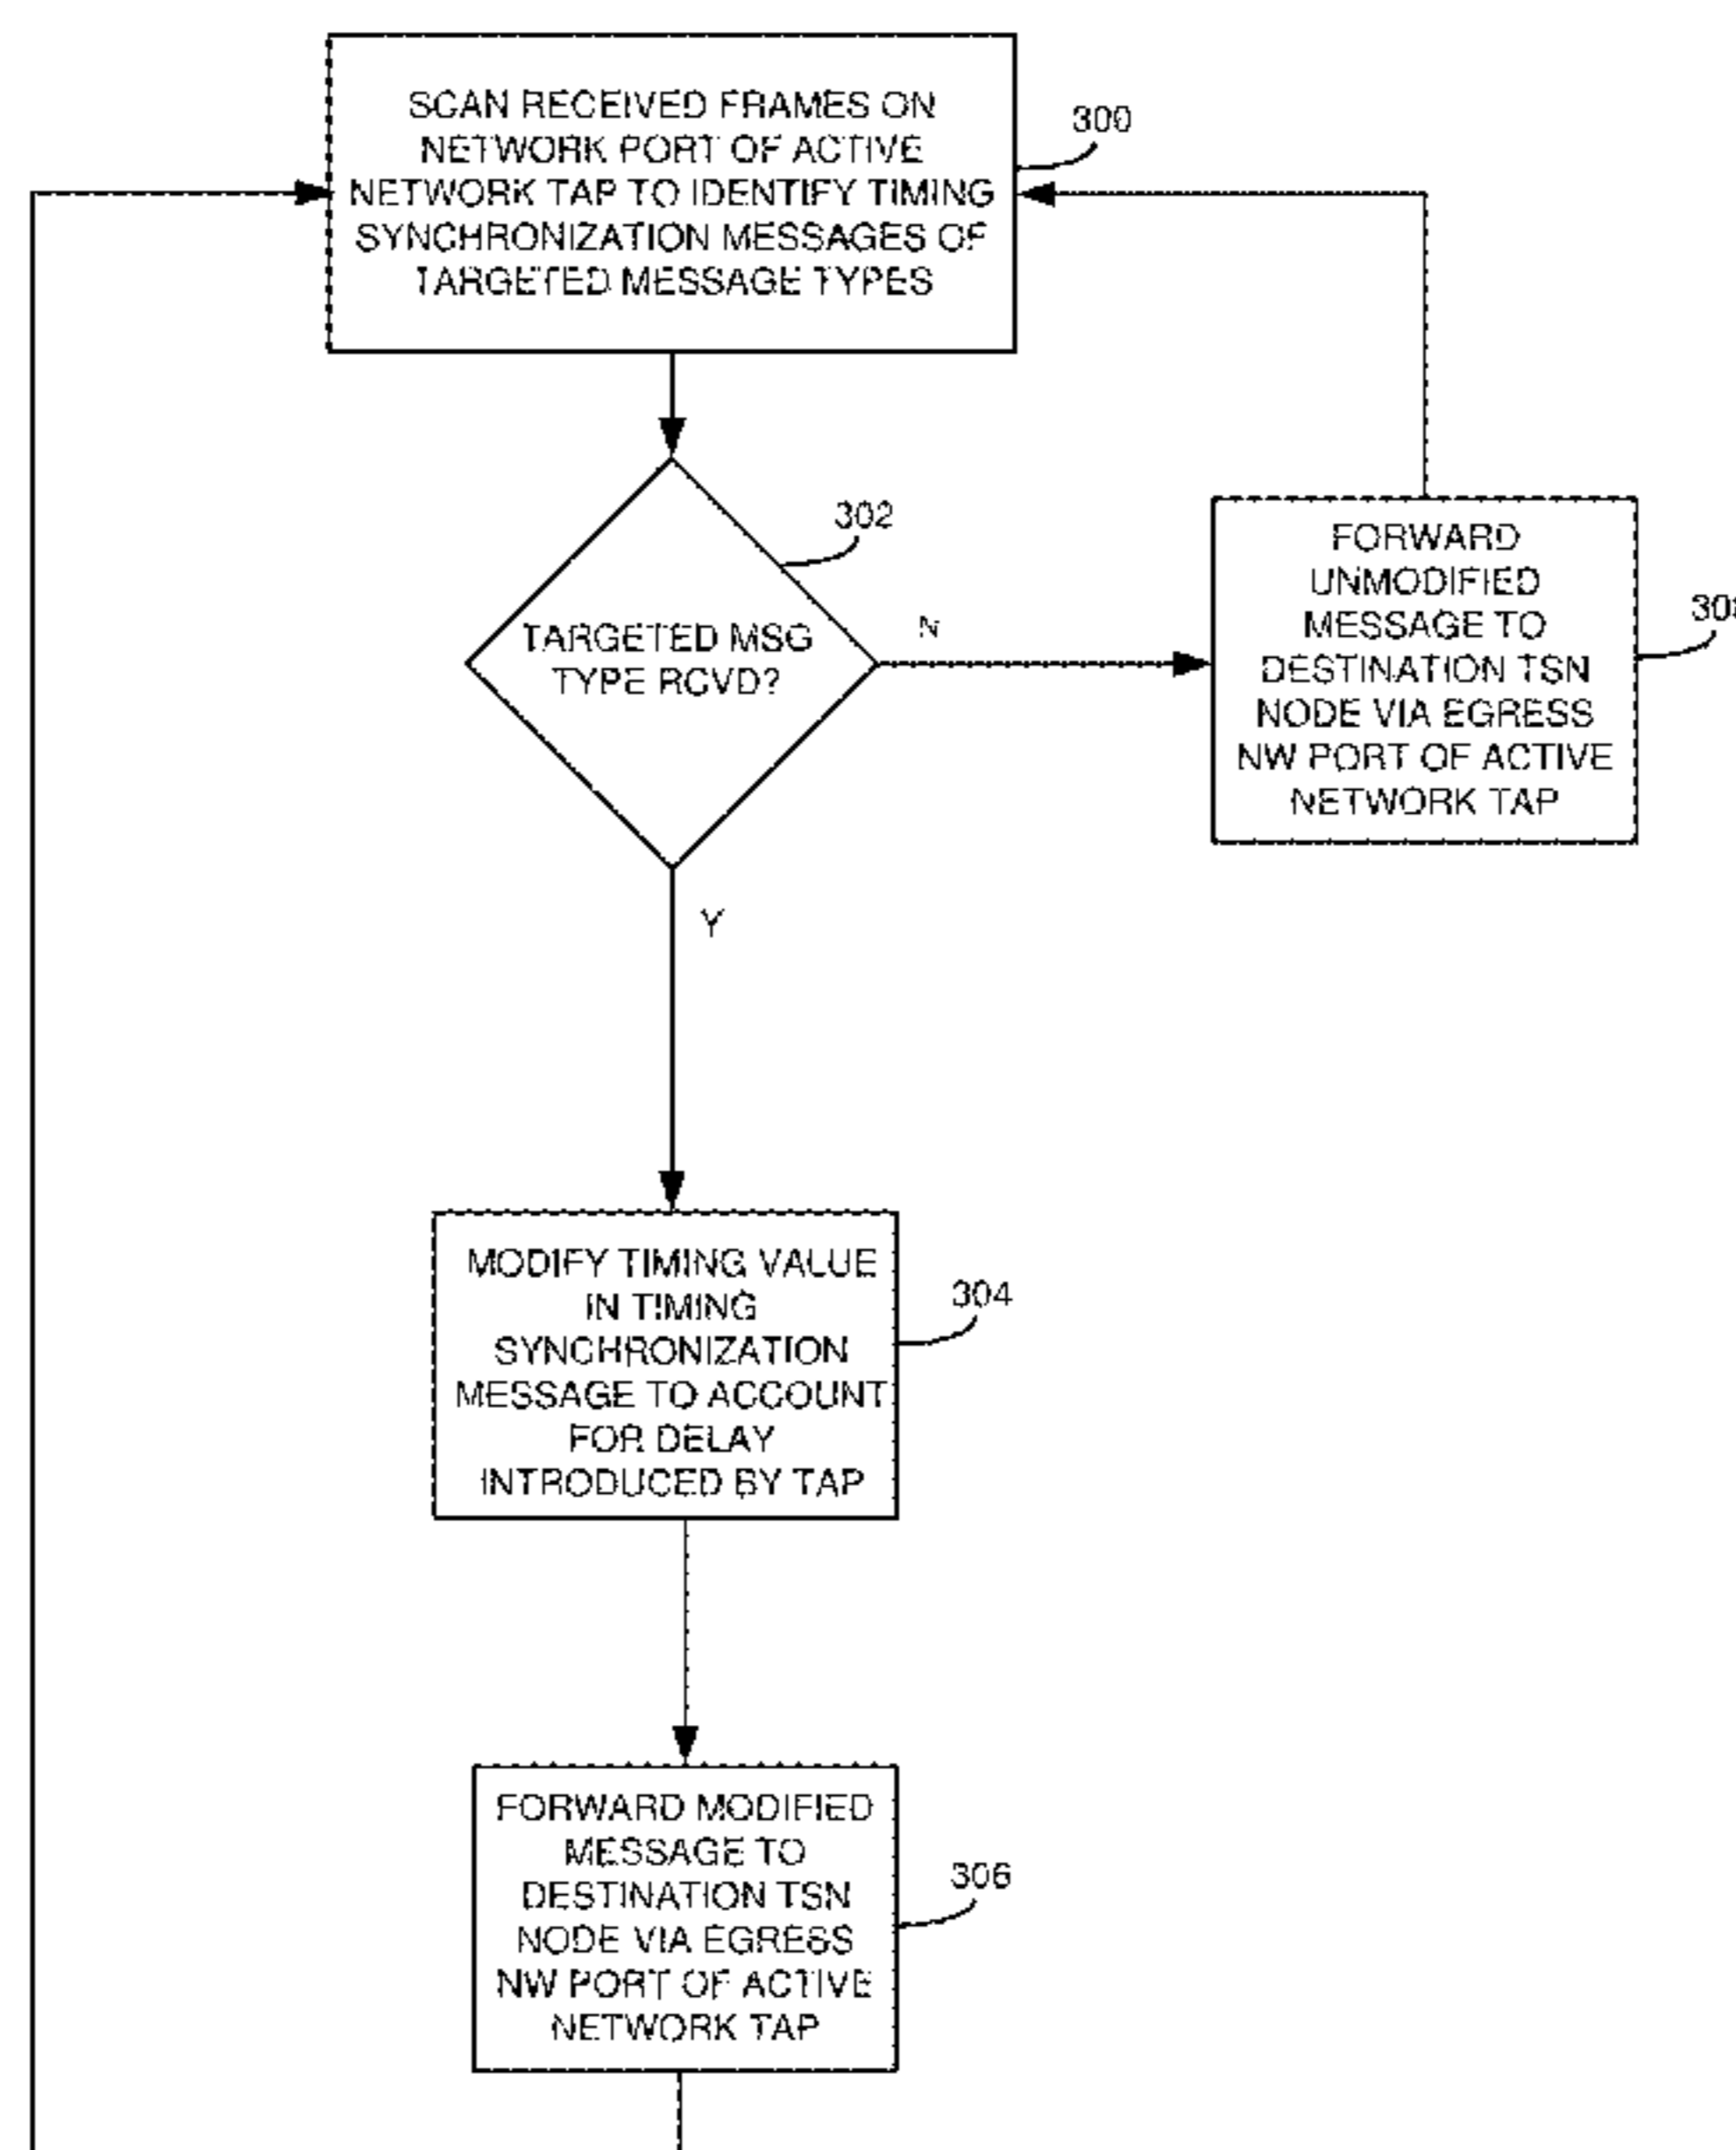 SCAN RECEIVED FRAMES ON
NETWORK PORT OF ACTIVE
NETWORK TAP TO IDENTIFY TIMING
SYNCHRONIZATION MESSAGES OF
TARGETED MESSAGE TYPES
300
302
TARGETED MSG
TYPE RCVD?
N
FORWARD
UNMODIFIED
MESSAGE TO
DESTINATION TSN
NODE VIA EGRESS
NW PORT OF ACTIVE
NETWORK TAP
Y
MODIFY TIMING VALUE
IN TIMING
SYNCHRONIZATION
MESSAGE TO ACCOUNT
FOR DELAY
INTRODUCED BY TAP
304
FORWARD MODIFIED
MESSAGE TO
DESTINATION TSN
NODE VIA EGRESS
NW PORT OF ACTIVE
NETWORK TAP
306